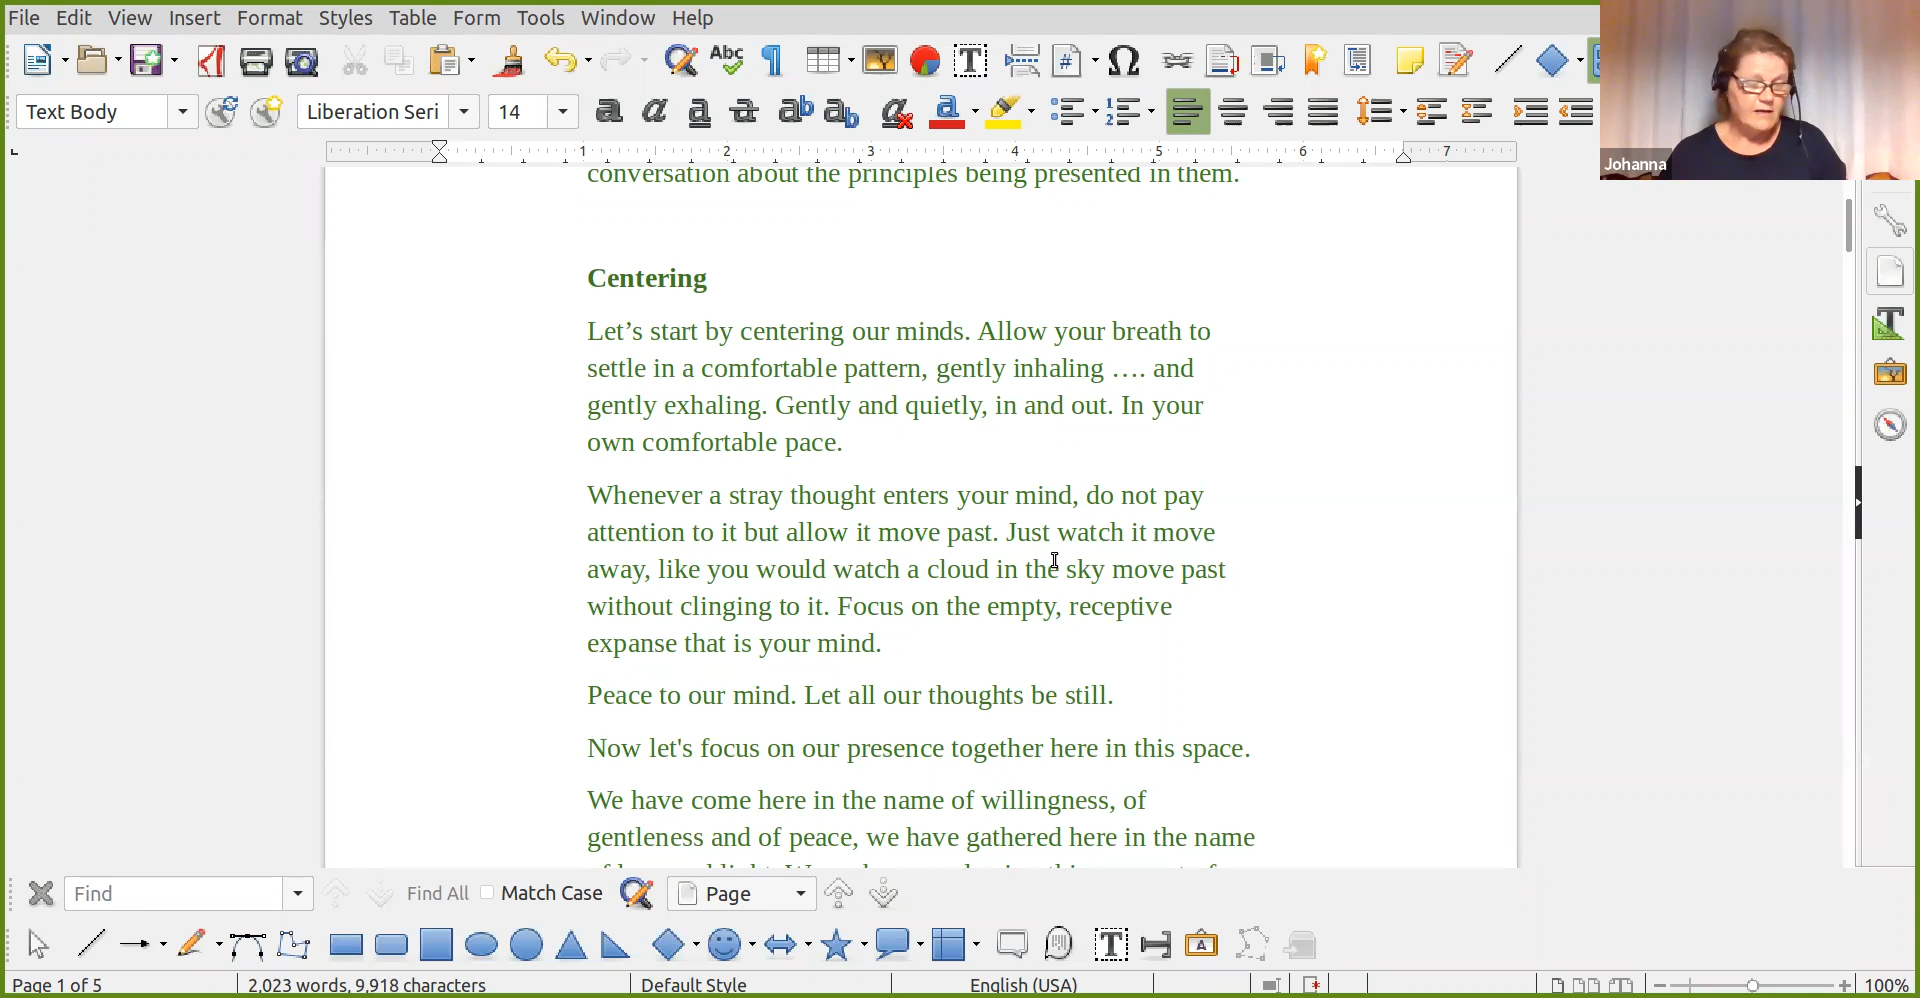 File Edit View Insert Format Styles Table Form Tools Window Help
Abc
Text Body Liberation Seri 14
1 2 3 4 5 6 7
Johanna
conversation about the principles being presented in them.
Centering
Let’s start by centering our minds. Allow your breath to
settle in a comfortable pattern, gently inhaling …. and
gently exhaling. Gently and quietly, in and out. In your
own comfortable pace.
Whenever a stray thought enters your mind, do not pay
attention to it but allow it move past. Just watch it move
away, like you would watch a cloud in the sky move past
without clinging to it. Focus on the empty, receptive
expanse that is your mind.
Peace to our mind. Let all our thoughts be still.
Now let's focus on our presence together here in this space.
We have come here in the name of willingness, of
gentleness and of peace, we have gathered here in the name
Find Find All Match Case Page
Page 1 of 5 2,023 words, 9,918 characters Default Style English (USA) 100%